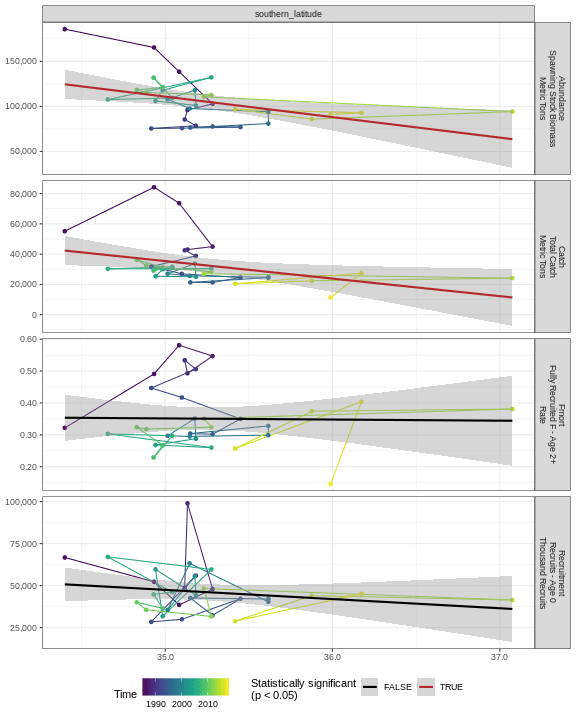 southern_latitude
150,000
100,000
50,000
Abundance
Spawning Stock Biomass
Metric Tons
80,000
60,000
40,000
20,000
0
Catch
Total Catch
Metric Tons
0.60
0.50
0.40
0.30
0.20
Fmort
Fully Recruited F - Age 2+
Rate
100,000
75,000
50,000
25,000
Recruitment
Recruits - Age 0
Thousand Recruits
35.0 36.0 37.0
Time
1990 2000 2010
Statistically significant
(p < 0.05)
FALSE TRUE